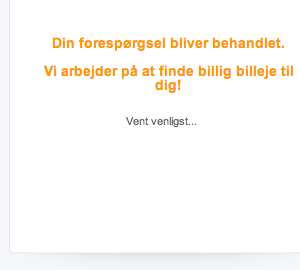 Din forespørgsel bliver behandlet.
Vi arbejder på at finde billig billeje til
dig!
Vent venligst...